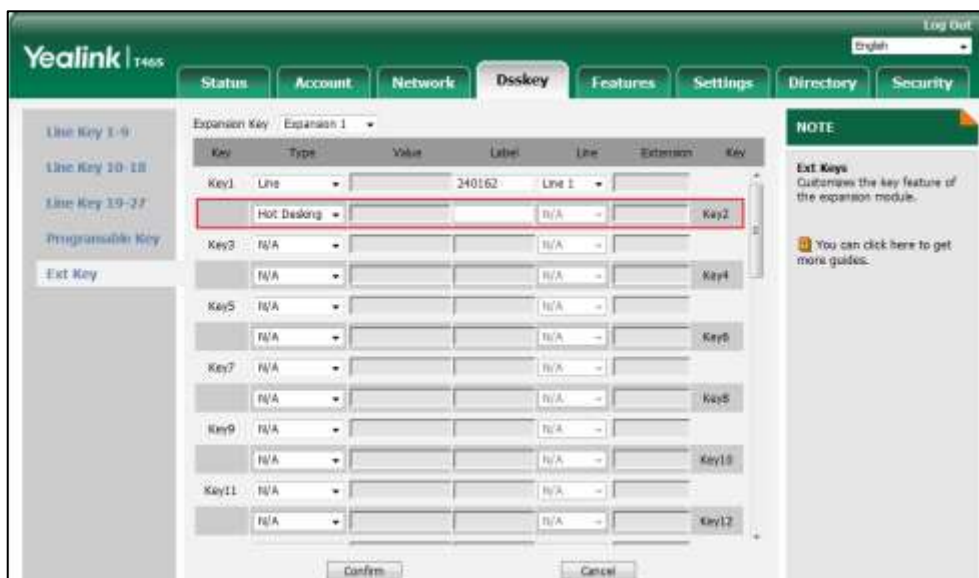 Log Out
Yealink T46S
English
Status Account Network Dsskey Features Settings Directory Security
Line Key 1-9
Line Key 10-18
Line Key 19-27
Programable Key
Ext Key
Expansion Key Expansion 1
Key Type Value Label Line Extension Key
Key1 Line 240162 Line 1
Hot Desking N/A Key2
Key3 N/A N/A
N/A N/A Key4
Key5 N/A N/A
N/A N/A Key6
Key7 N/A N/A
N/A N/A Key8
Key9 N/A N/A
N/A N/A Key10
Key11 N/A N/A
N/A N/A Key12
Confirm Cancel
NOTE
Ext Keys
Customizes the key feature of
the expansion module.
You can click here to get
more guides.